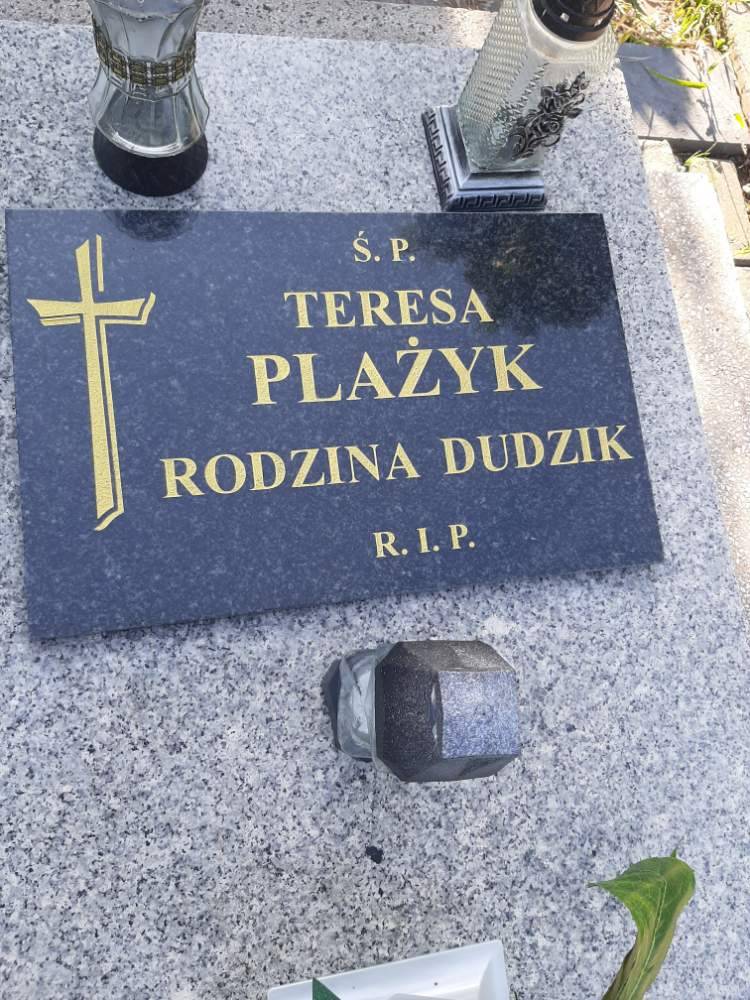 Ś. P.
TERESA
PLAŻYK
RODZINA DUDZIK
R. I. P.